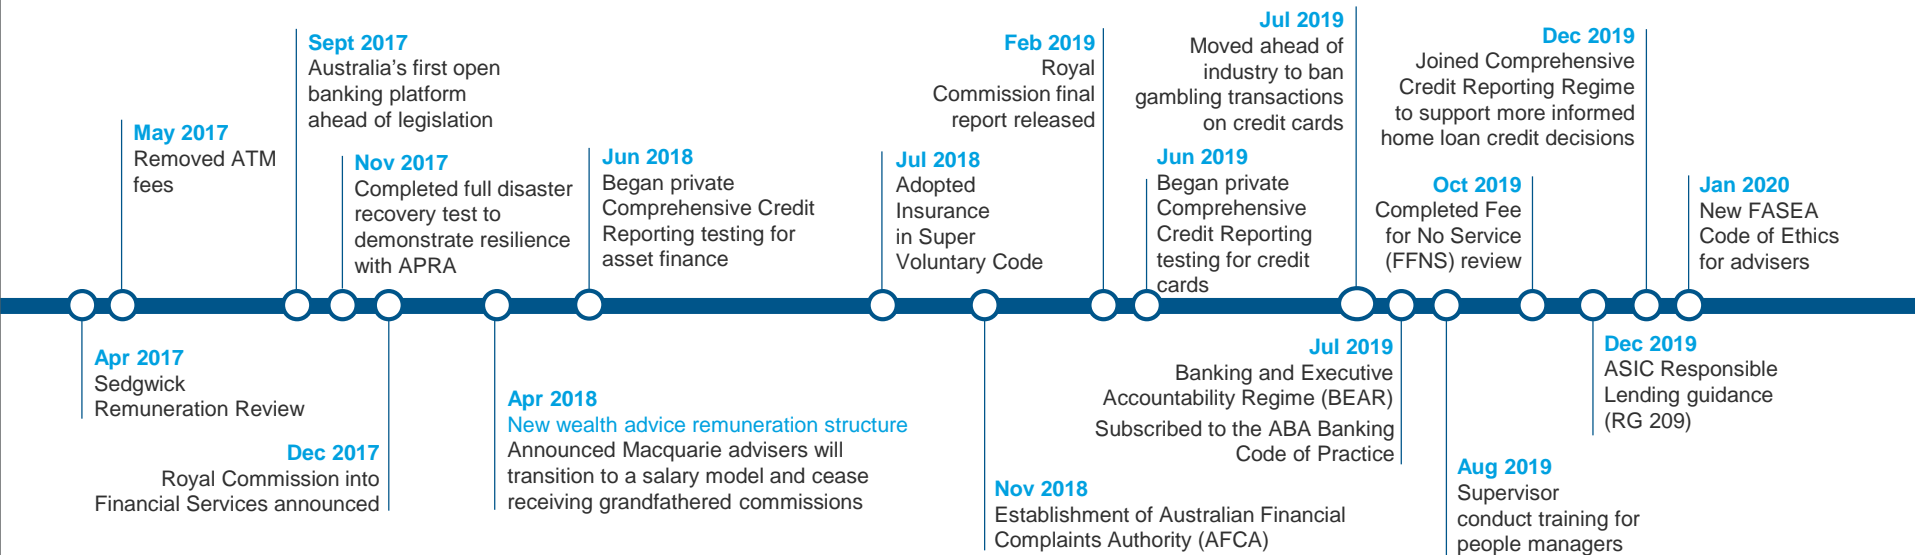 Sept 2017
Australia's first open
banking platform
ahead of legislation
May 2017
Removed ATM
fees
Nov 2017
Completed full disaster
recovery test to
demonstrate resilience
with APRA
Jun 2018
Began private
Comprehensive Credit
Reporting testing for
asset finance
Jul 2018
Adopted
Insurance
in Super
Voluntary Code
Feb 2019
Royal
Commission final
report released
Jun 2019
Began private
Comprehensive
Credit Reporting
testing for credit
cards
Jul 2019
Moved ahead of
industry to ban
gambling transactions
on credit cards
Oct 2019
Completed Fee
for No Service
(FFNS) review
Dec 2019
Joined Comprehensive
Credit Reporting Regime
to support more informed
home loan credit decisions
Jan 2020
New FASEA
Code of Ethics
for advisers
Apr 2017
Sedgwick
Remuneration Review
Dec 2017
Royal Commission into
Financial Services announced
Apr 2018
New wealth advice remuneration structure
Announced Macquarie advisers will
transition to a salary model and cease
receiving grandfathered commissions
Nov 2018
Establishment of Australian Financial
Complaints Authority (AFCA)
Jul 2019
Banking and Executive
Accountability Regime (BEAR)
Subscribed to the ABA Banking
Code of Practice
Aug 2019
Supervisor
conduct training for
people managers
Dec 2019
ASIC Responsible
Lending guidance
(RG 209)